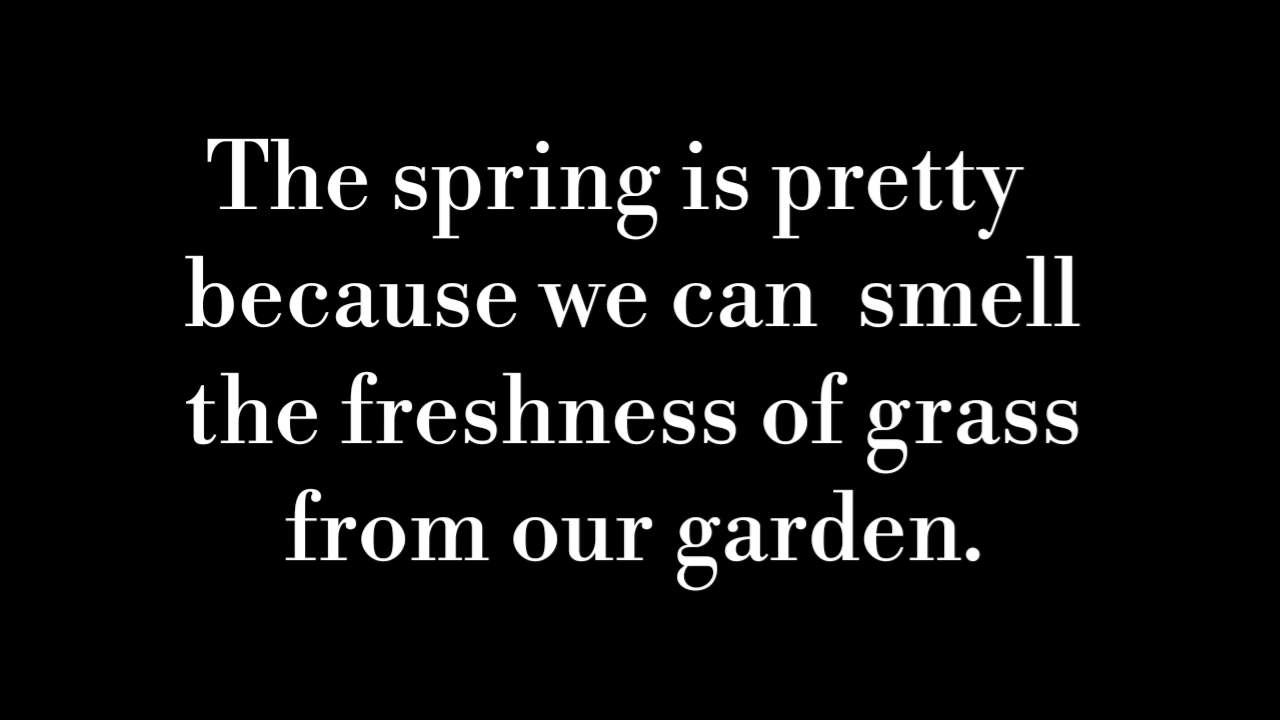 The spring is pretty
because we can  smell
the freshness of grass
from our garden.